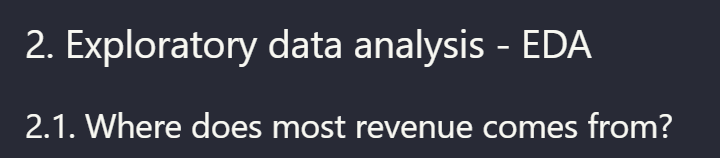 2. Exploratory data analysis - EDA
2.1. Where does most revenue comes from?